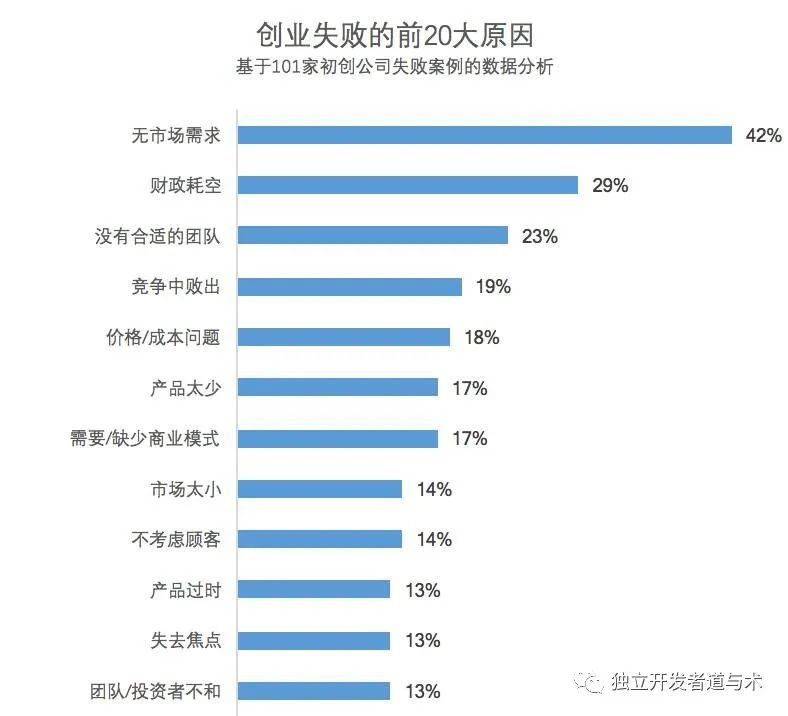 创业失败的前20大原因
基于101家初创公司失败案例的数据分析
无市场需求 42%
财政耗空 29%
没有合适的团队 23%
竞争中败出 19%
价格/成本问题 18%
产品太少 17%
需要/缺少商业模式 17%
市场太小 14%
不考虑顾客 14%
产品过时 13%
失去焦点 13%
团队/投资者不和 13%
独立开发者道与术